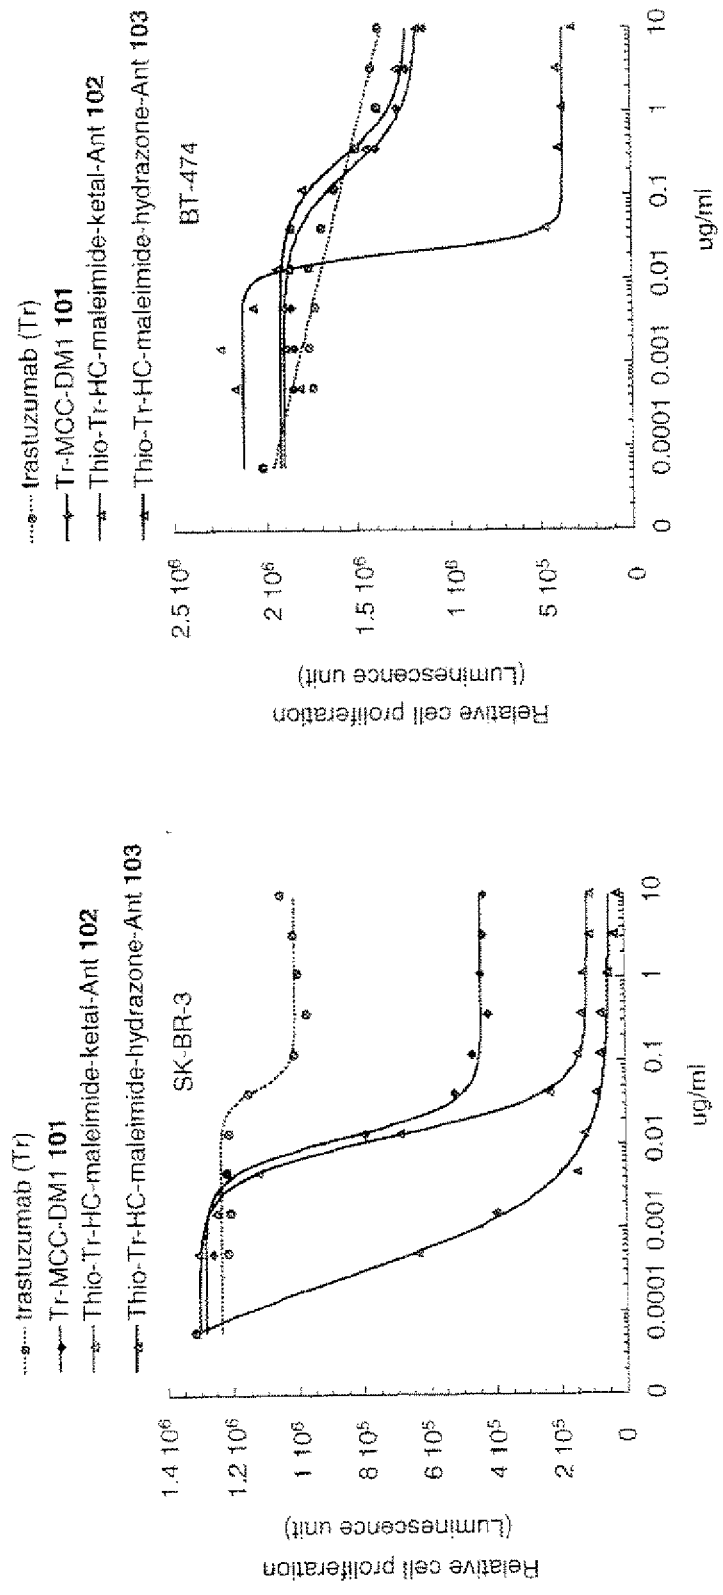 trastuzumab (Tr)
Tr-MCC-DM1 101
Thio-Tr-HC-maleimide-ketal-Ant 102
Thio-Tr-HC-maleimide-hydrazone-Ant 103
SK-BR-3
Relative cell proliferation
(Luminescence unit)
1.4 10⁶
1.2 10⁶
1 10⁶
8 10⁵
6 10⁵
4 10⁵
2 10⁵
0
0
0.0001
0.001
0.01
0.1
1
10
ug/ml
trastuzumab (Tr)
Tr-MCC-DM1 101
Thio-Tr-HC-maleimide-ketal-Ant 102
Thio-Tr-HC-maleimide-hydrazone-Ant 103
BT-474
Relative cell proliferation
(Luminescence unit)
2.5 10⁶
2 10⁶
1.5 10⁶
1 10⁶
5 10⁵
0
0
0.0001
0.001
0.01
0.1
1
10
ug/ml